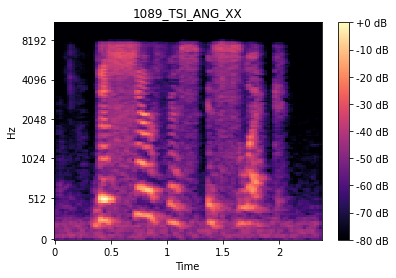 1089_TSI_ANG_XX
+0 dB
8192
-10 dB
4096
-20 dB
-30 dB
2048
-40 dB
Hz
1024
-50 dB
-60 dB
512
-70 dB
0
-80 dB
0 0.5 1 1.5 2
Time